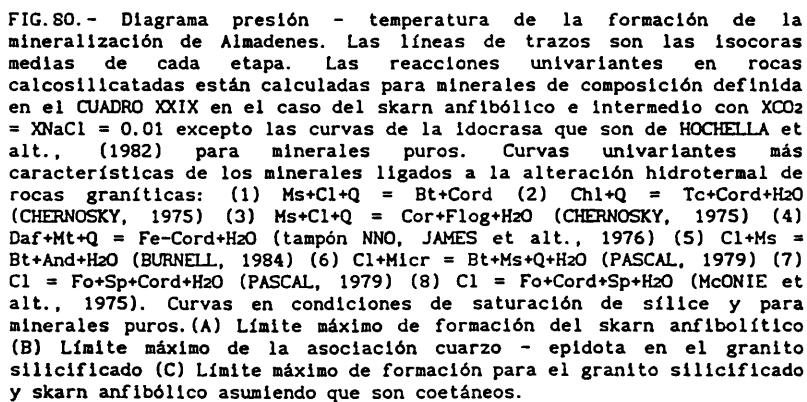 FIG.80.- Diagrama presión - temperatura de la formación de la
mineralización de Almadenes. Las líneas de trazos son las isocoras
medias de cada etapa. Las reacciones univariantes en rocas
calcosilicatadas están calculadas para minerales de composición definida
en el CUADRO XXIX en el caso del skarn anfibólico e intermedio con XCO2
= XNaCl = 0.01 excepto las curvas de la idocrasa que son de HOCHELLA et
alt., (1982) para minerales puros. Curvas univariantes más
características de los minerales ligados a la alteración hidrotermal de
rocas graníticas: (1) Ms+Cl+Q = Bt+Cord (2) Chl+Q = Tc+Cord+H2O
(CHERNOSKY, 1975) (3) Ms+Cl+Q = Cor+Flog+H2O (CHERNOSKY, 1975) (4)
Daf+Mt+Q = Fe-Cord+H2O (tampón NNO, JAMES et alt., 1976) (5) Cl+Ms =
Bt+And+H2O (BURNELL, 1984) (6) Cl+Micr = Bt+Ms+Q+H2O (PASCAL, 1979) (7)
Cl = Fo+Sp+Cord+H2O (PASCAL, 1979) (8) Cl = Fo+Cord+Sp+H2O (McONIE et
alt., 1975). Curvas en condiciones de saturación de sílice y para
minerales puros.(A) Límite máximo de formación del skarn anfibolítico
(B) Límite máximo de la asociación cuarzo - epidota en el granito
silicificado (C) Límite máximo de formación para el granito silicificado
y skarn anfibólico asumiendo que son coetáneos.